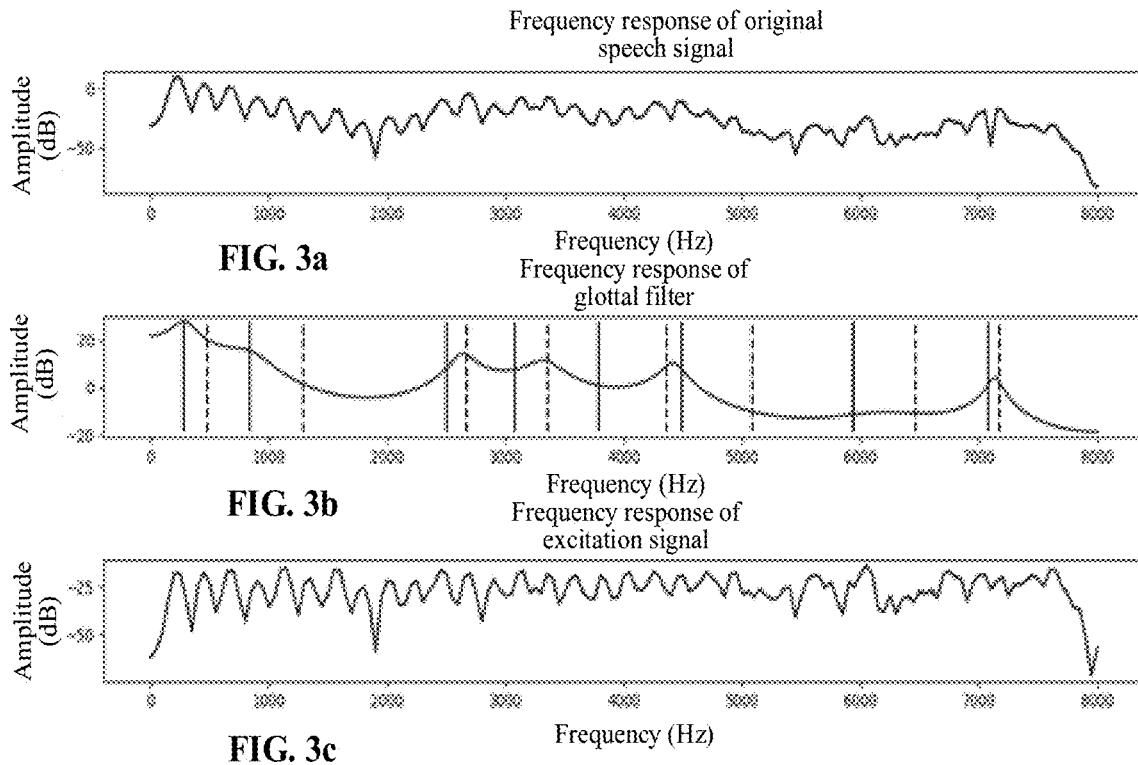 Frequency response of original
speech signal
Amplitude
(dB)
0
-50
0 1000 2000 3000 4000 5000 6000 7000 8000
Frequency (Hz)
FIG. 3a
Frequency response of
glottal filter
Amplitude
(dB)
20
0
-20
0 1000 2000 3000 4000 5000 6000 7000 8000
Frequency (Hz)
FIG. 3b
Frequency response of
excitation signal
Amplitude
(dB)
-25
-50
0 1000 2000 3000 4000 5000 6000 7000 8000
Frequency (Hz)
FIG. 3c